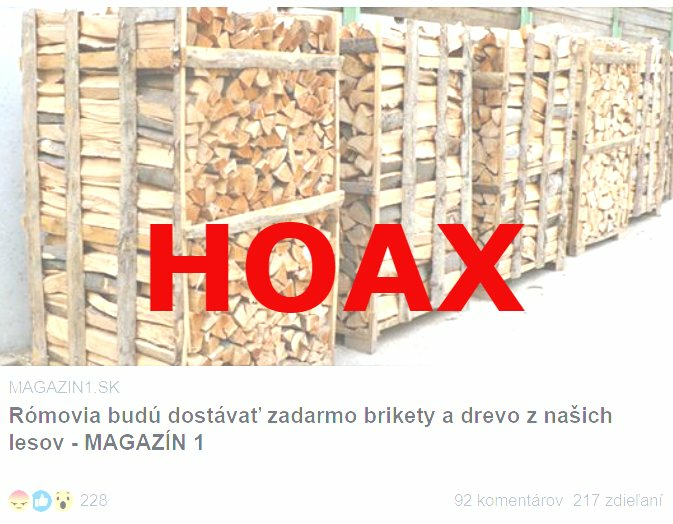 HOAX
MAGAZIN1.SK
Rómovia budú dostávať zadarmo brikety a drevo z našich
lesov - MAGAZÍN 1
228
92 komentárov 217 zdieľaní